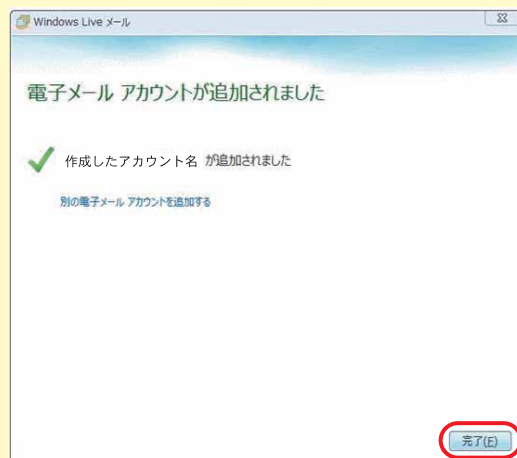 Windows Live メール
電子メール アカウントが追加されました
作成したアカウント名 が追加されました
別の電子メール アカウントを追加する
完了(F)